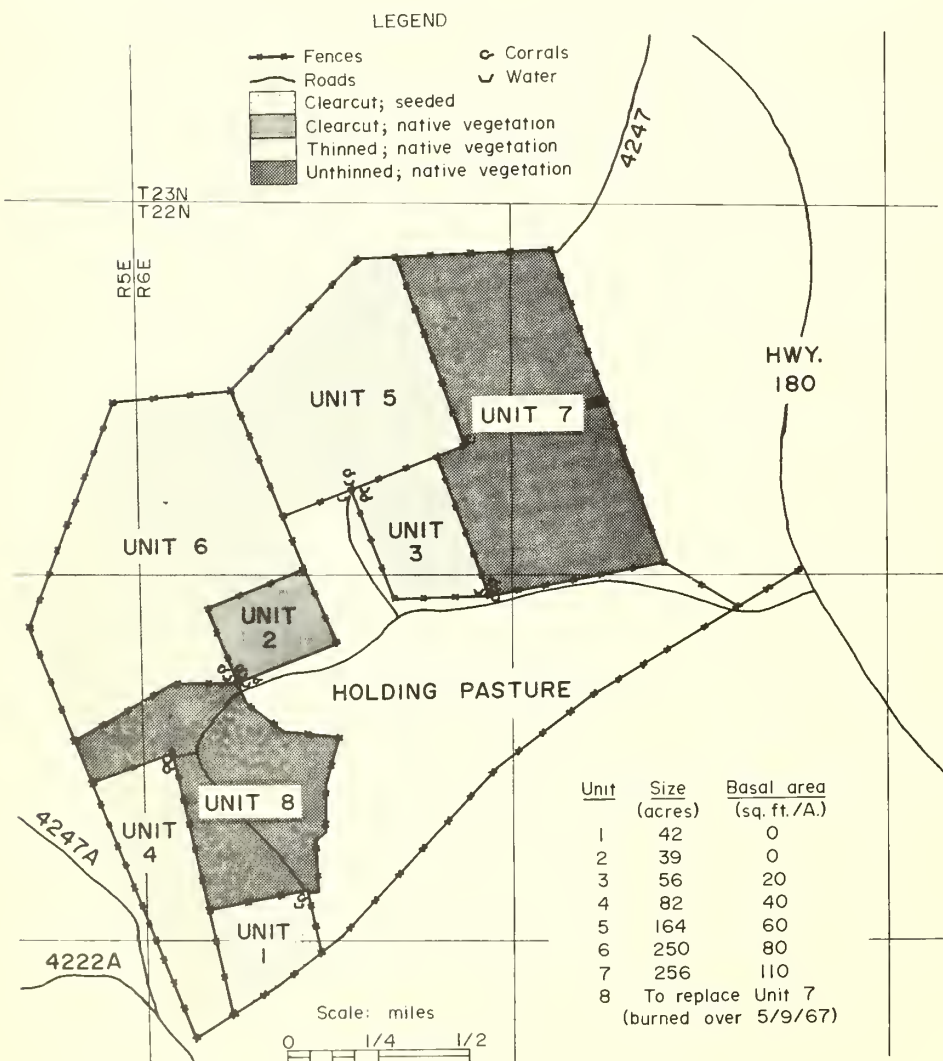 LEGEND
Fences
Corrals
Roads
Water
Clearcut; seeded
Clearcut; native vegetation
Thinned; native vegetation
Unthinned; native vegetation
4247
T23N
T22N
R5E
R6E
HWY.
180
UNIT 5
UNIT 7
UNIT 6
UNIT
3
UNIT
2
HOLDING PASTURE
UNIT 8
UNIT
4
4247A
UNIT
1
4222A
Unit Size Basal area
(acres) (sq. ft./A.)
1 42 0
2 39 0
3 56 20
4 82 40
5 164 60
6 250 80
7 256 110
8 To replace Unit 7
(burned over 5/9/67)
Scale: miles
0 1/4 1/2